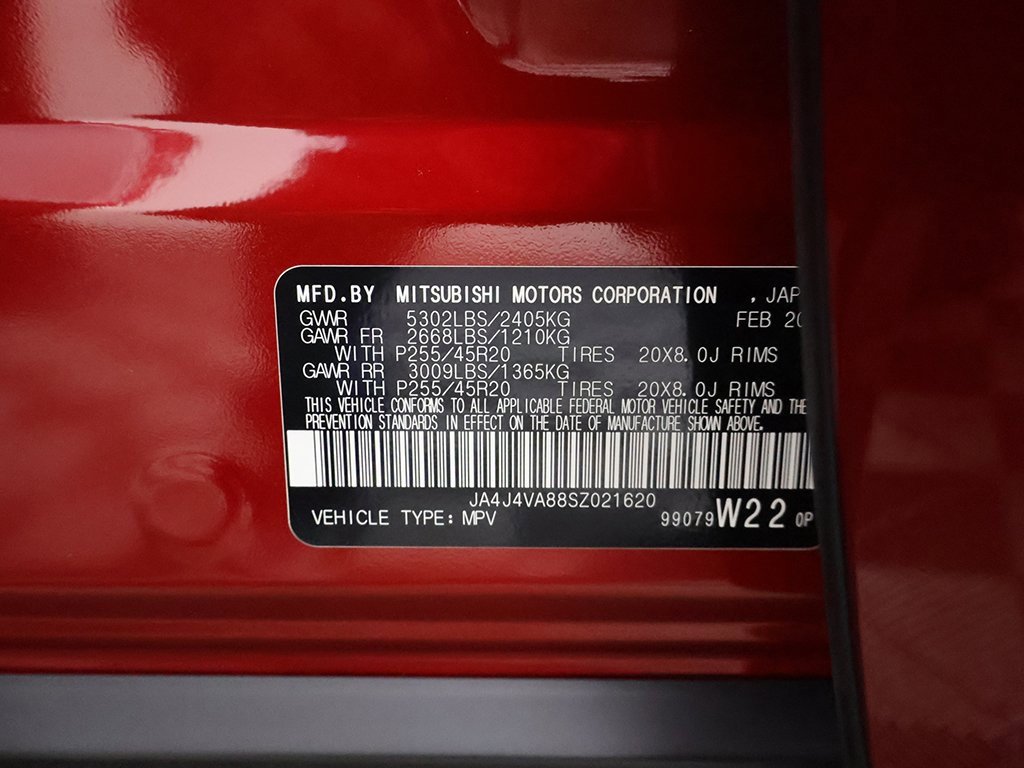 MFD.BY MITSUBISHI MOTORS CORPORATION , JAP
GVWR 5302LBS/2405KG FEB 20
GAWR FR 2668LBS/1210KG
WITH P255/45R20 TIRES 20X8.0J RIMS
GAWR RR 3009LBS/1365KG
WITH P255/45R20 TIRES 20X8.0J RIMS
THIS VEHICLE CONFORMS TO ALL APPLICABLE FEDERAL MOTOR VEHICLE SAFETY AND THE
PREVENTION STANDARDS IN EFFECT ON THE DATE OF MANUFACTURE SHOWN ABOVE.
JA4J4VA88SZ021620
VEHICLE TYPE: MPV 99079 W22 0P